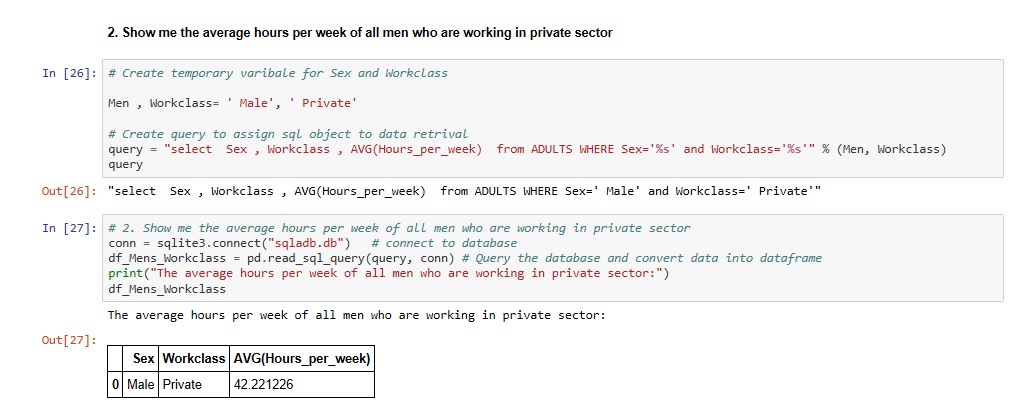 2. Show me the average hours per week of all men who are working in private sector
In [26]: # Create temporary varibale for Sex and Workclass
Men , Workclass= ' Male', ' Private'
# Create query to assign sql object to data retrival
query = "select  Sex , Workclass , AVG(Hours_per_week)  from ADULTS WHERE Sex='%s' and Workclass='%s'" % (Men, Workclass)
query
Out[26]: "select  Sex , Workclass , AVG(Hours_per_week)  from ADULTS WHERE Sex=' Male' and Workclass=' Private'"
In [27]: # 2. Show me the average hours per week of all men who are working in private sector
conn = sqlite3.connect("sqladb.db")   # connect to database
df_Mens_Workclass = pd.read_sql_query(query, conn) # Query the database and convert data into dataframe
print("The average hours per week of all men who are working in private sector:")
df_Mens_Workclass
The average hours per week of all men who are working in private sector:
Out[27]:
Sex Workclass AVG(Hours_per_week)
0 Male Private 42.221226